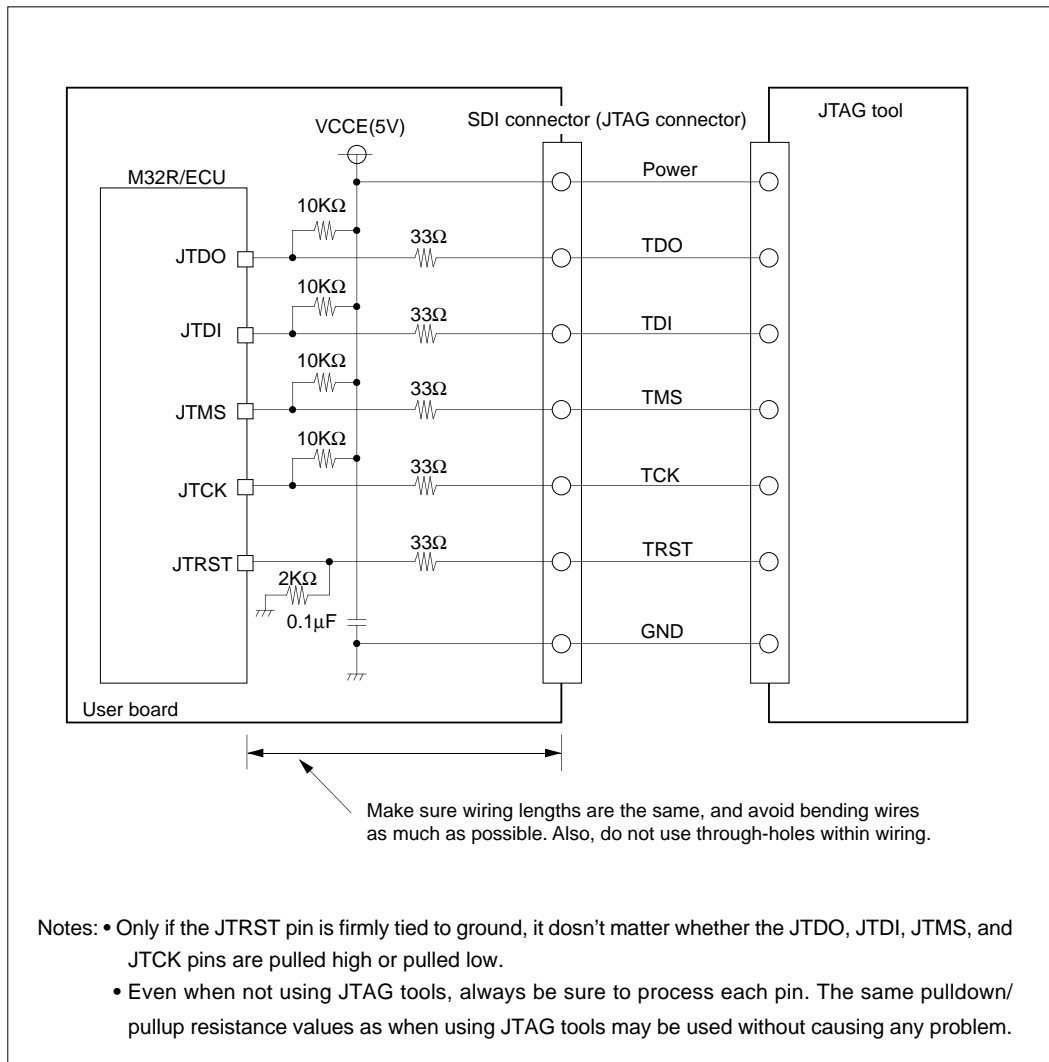 VCCE(5V)
SDI connector (JTAG connector)
JTAG tool
M32R/ECU
Power
10KΩ
33Ω
JTDO
TDO
10KΩ
33Ω
JTDI
TDI
10KΩ
33Ω
JTMS
TMS
10KΩ
33Ω
JTCK
TCK
33Ω
JTRST
TRST
2KΩ
0.1μF
GND
User board
Make sure wiring lengths are the same, and avoid bending wires
as much as possible. Also, do not use through-holes within wiring.
Notes: • Only if the JTRST pin is firmly tied to ground, it dosn't matter whether the JTDO, JTDI, JTMS, and
JTCK pins are pulled high or pulled low.
• Even when not using JTAG tools, always be sure to process each pin. The same pulldown/
pullup resistance values as when using JTAG tools may be used without causing any problem.